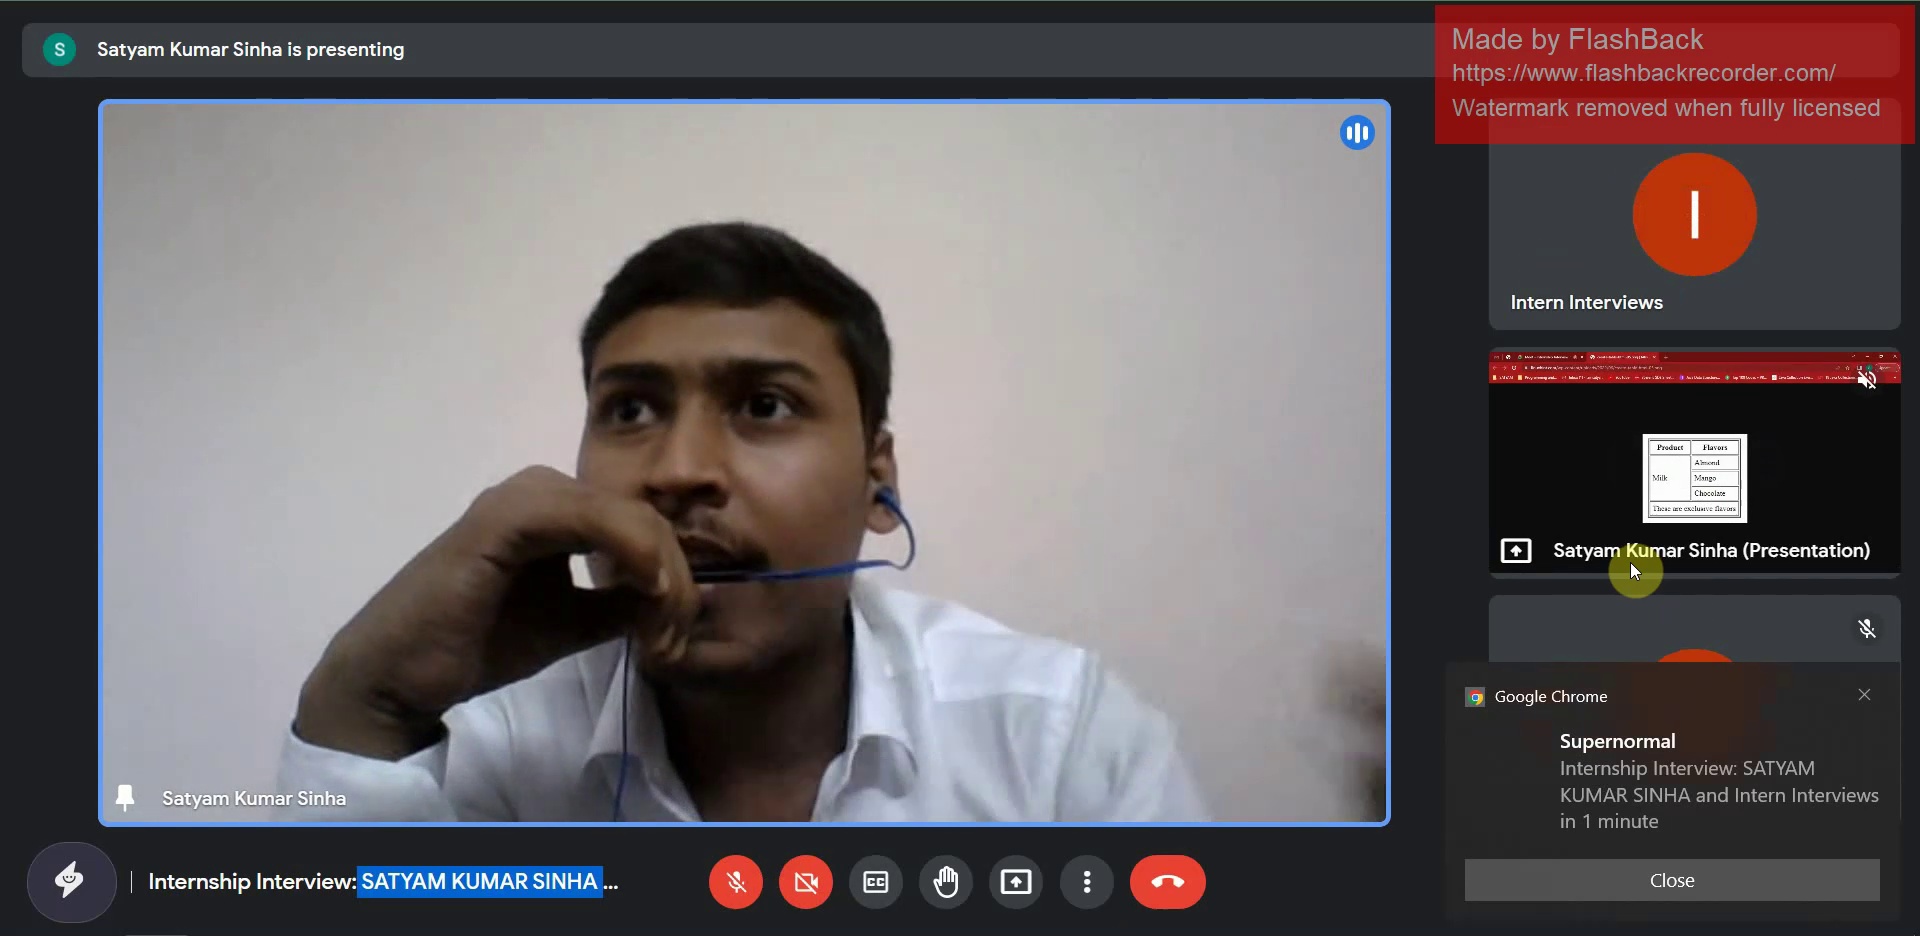 S
Satyam Kumar Sinha is presenting
Made by FlashBack
https://www.flashbackrecorder.com/
Watermark removed when fully licensed
I
Intern Interviews
Product Flavors
Milk
Almond
Mango
Chocolate
These are exclusive flavors
Satyam Kumar Sinha (Presentation)
Satyam Kumar Sinha
Google Chrome
Supernormal
Internship Interview: SATYAM
KUMAR SINHA and Intern Interviews
in 1 minute
Close
Internship Interview: SATYAM KUMAR SINHA ...
CC